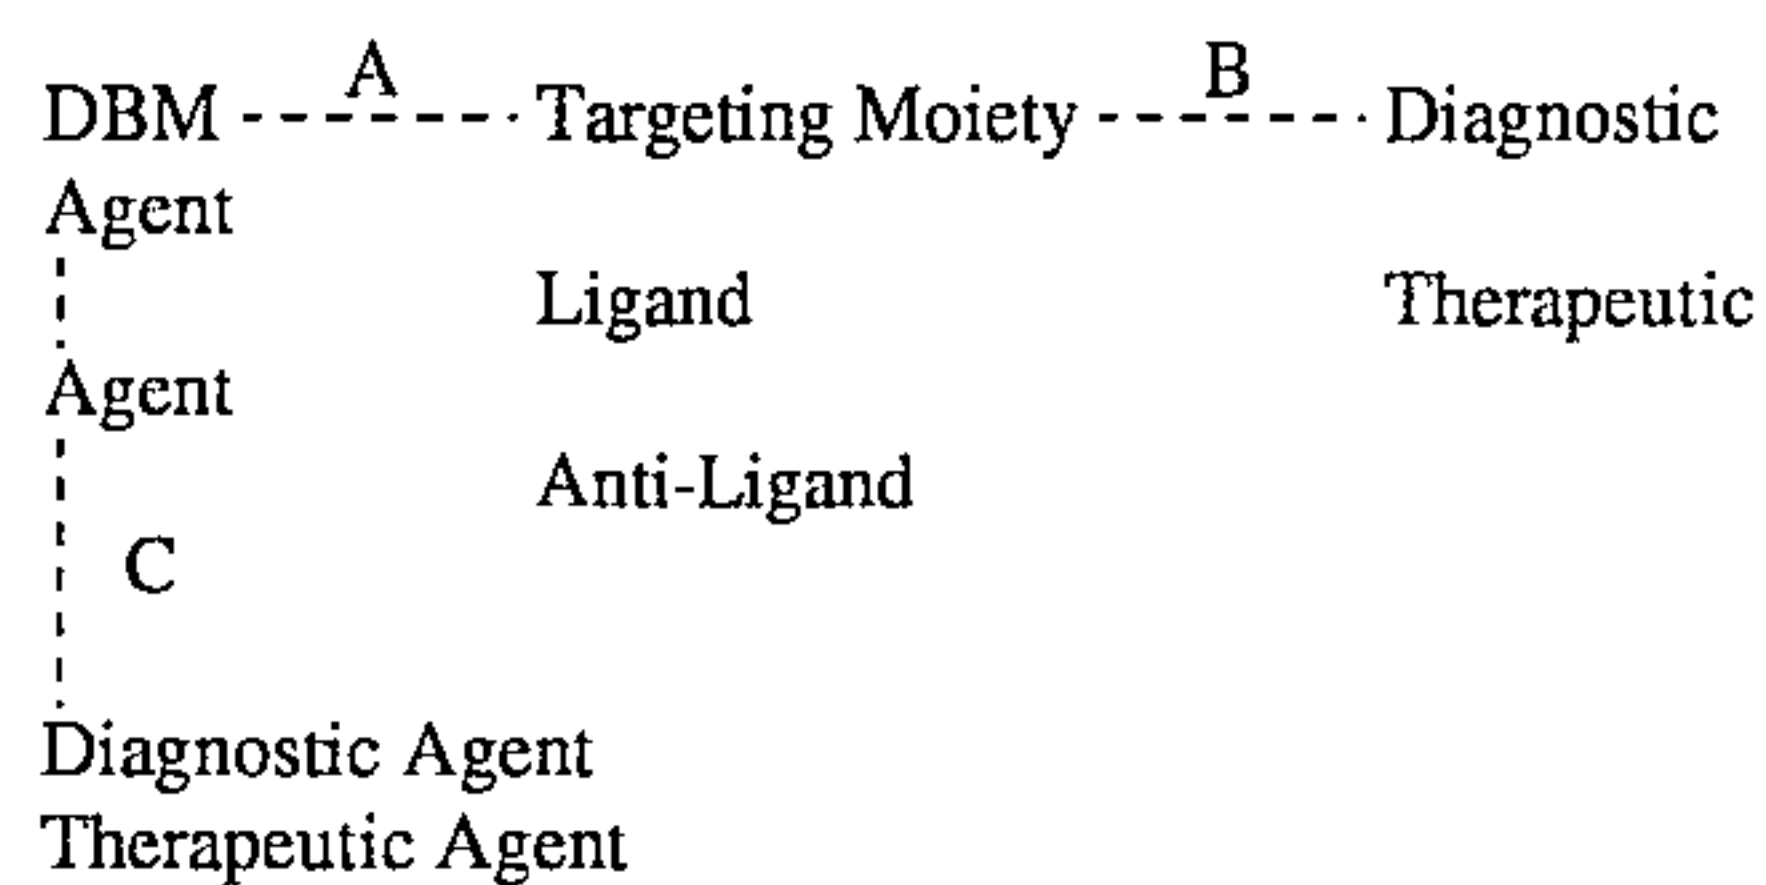 A B
DBM Targeting Moiety Diagnostic
Agent
Ligand Therapeutic
Agent
Anti-Ligand
C
Diagnostic Agent
Therapeutic Agent